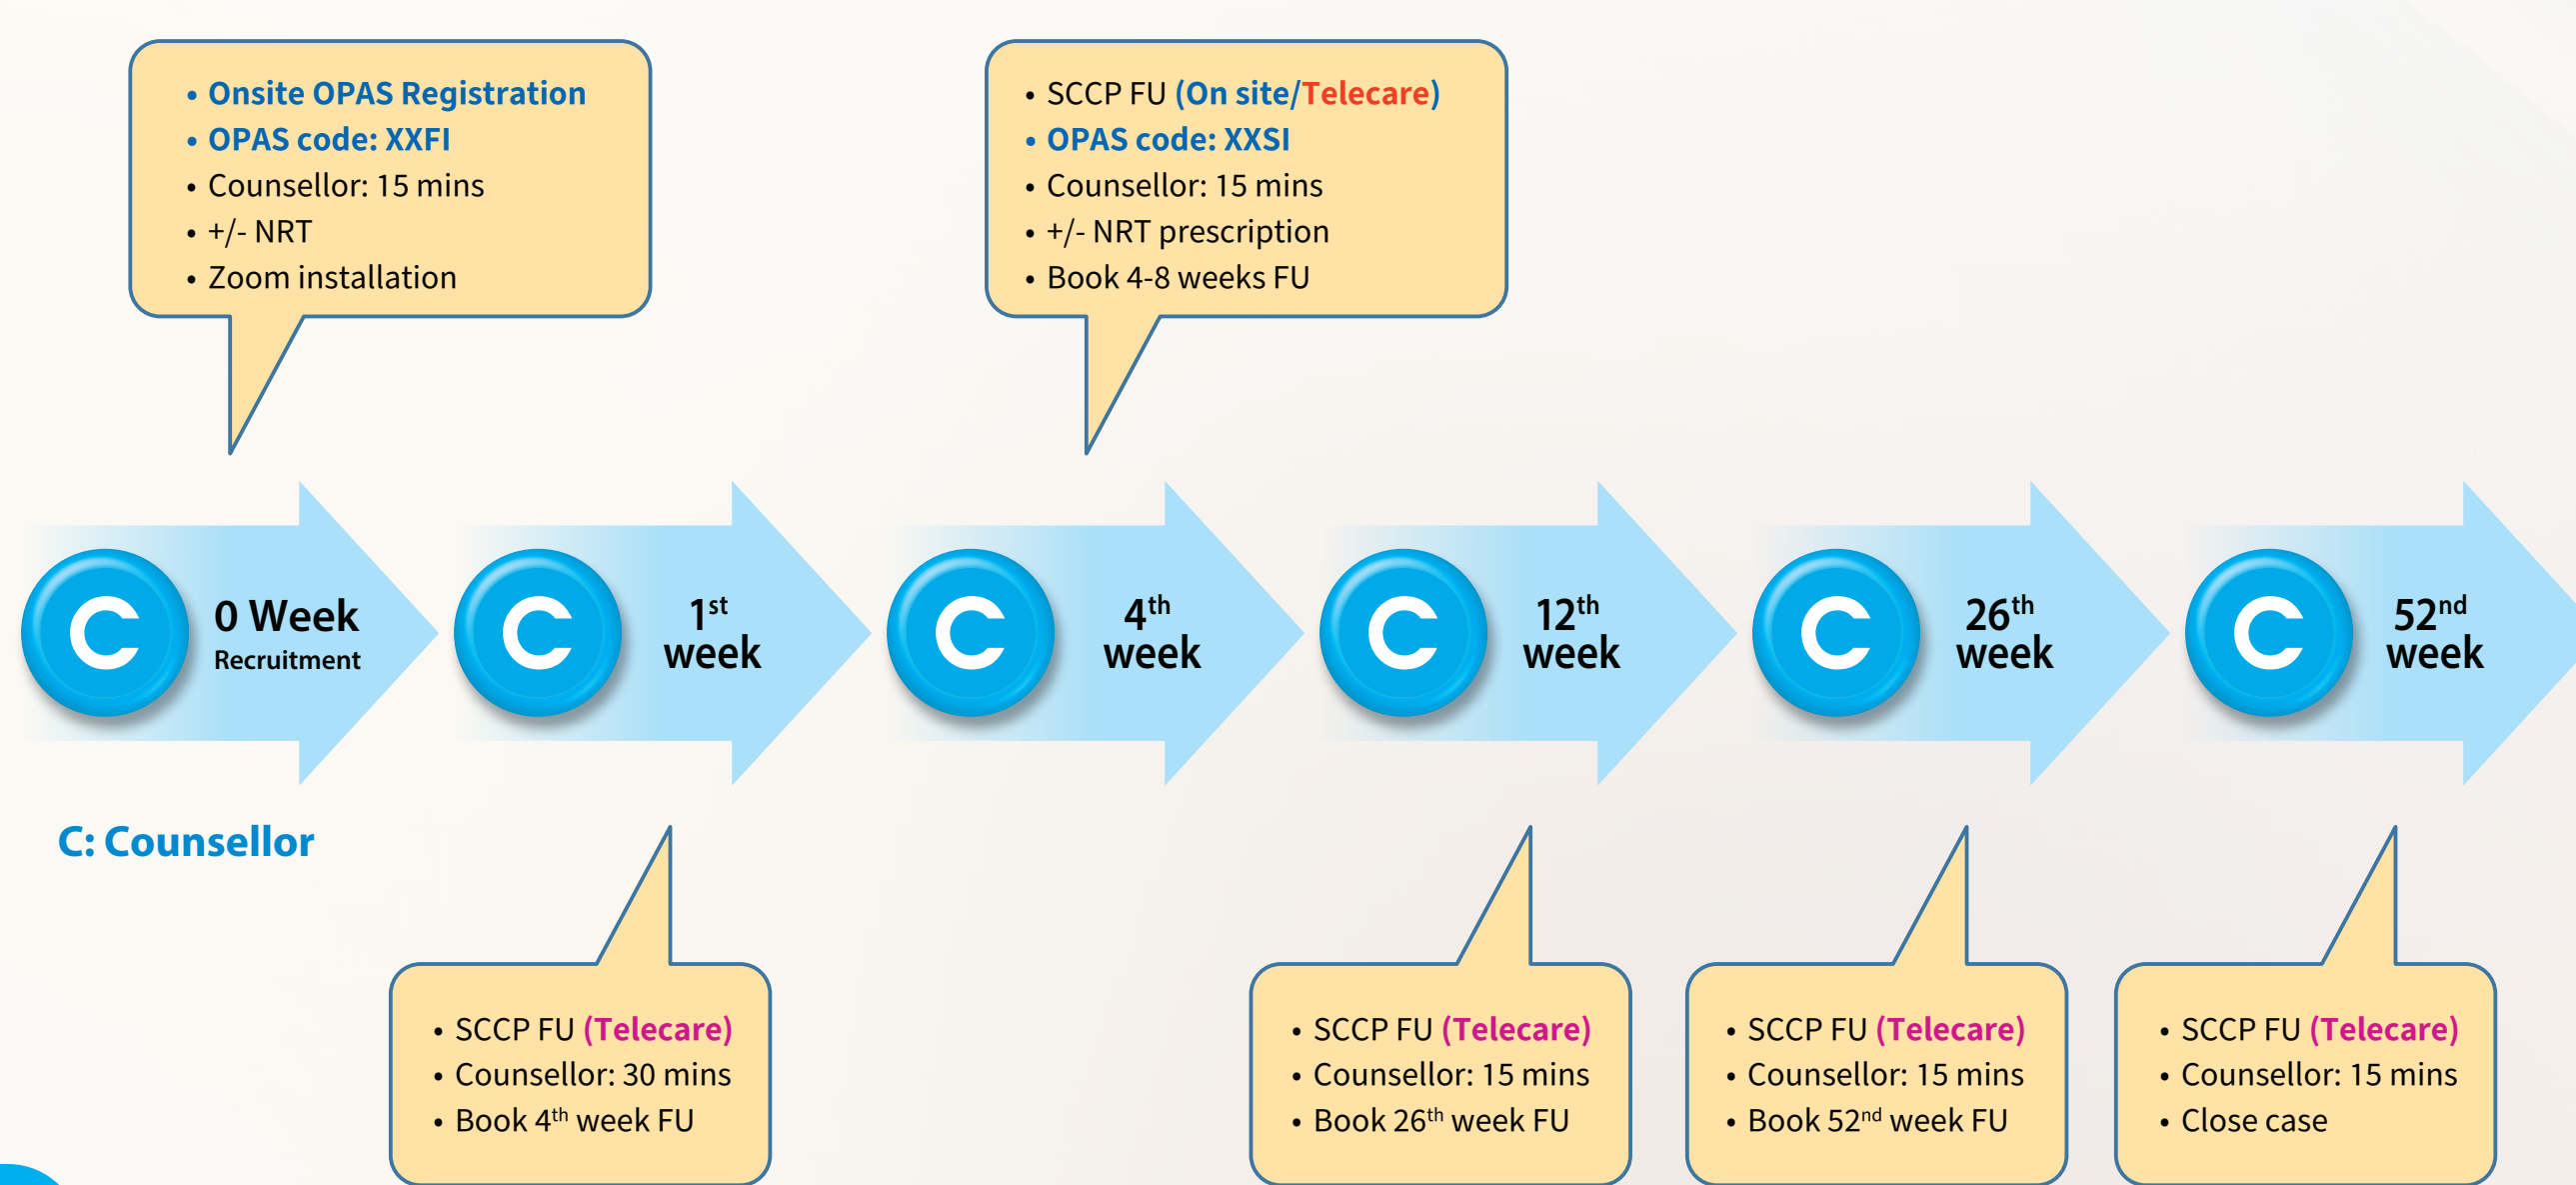 • Onsite OPAS Registration
• OPAS code: XXFI
• Counsellor: 15 mins
• +/- NRT
• Zoom installation
• SCCP FU (On site/Telecare)
• OPAS code: XXSI
• Counsellor: 15 mins
• +/- NRT prescription
• Book 4-8 weeks FU
C
0 Week
Recruitment
C
1st
week
C
4th
week
C
12th
week
C
26th
week
C
52nd
week
C: Counsellor
• SCCP FU (Telecare)
• Counsellor: 30 mins
• Book 4th week FU
• SCCP FU (Telecare)
• Counsellor: 15 mins
• Book 26th week FU
• SCCP FU (Telecare)
• Counsellor: 15 mins
• Book 52nd week FU
• SCCP FU (Telecare)
• Counsellor: 15 mins
• Close case